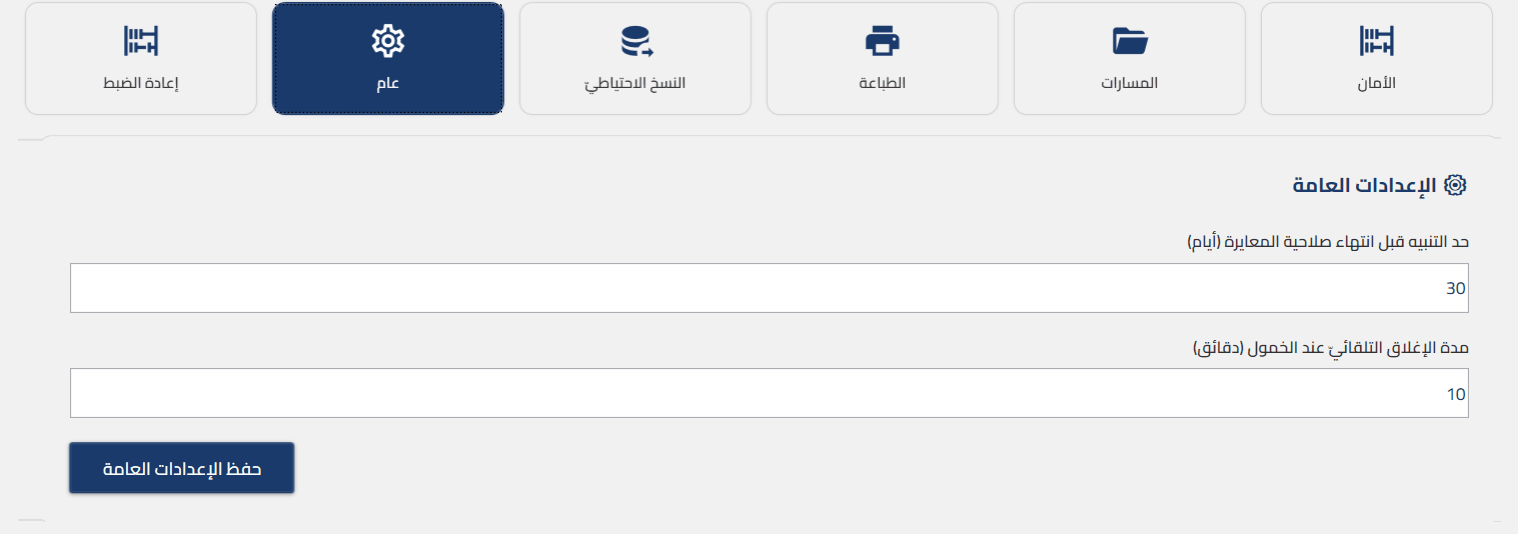 الأمان
المسارات
الطباعة
النسخ الاحتياطيّ
عام
إعادة الضبط
الإعدادات العامة
حد التنبيه قبل انتهاء صلاحية المعايرة (أيام)
30
مدة الإغلاق التلقائيّ عند الخمول (دقائق)
10
حفظ الإعدادات العامة